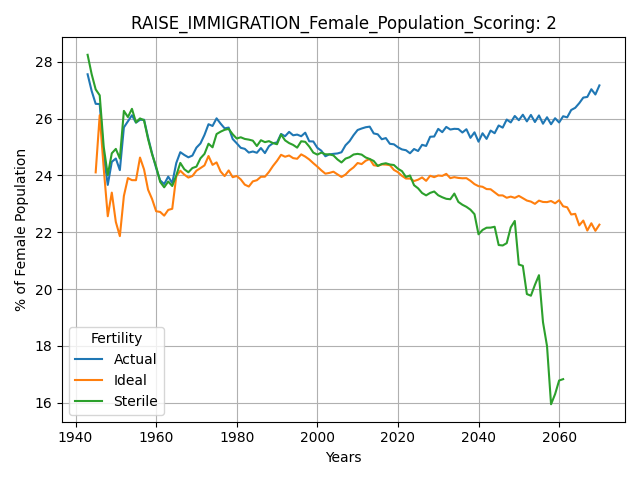 RAISE_IMMIGRATION_Female_Population_Scoring: 2
% of Female Population
28
26
24
22
20
18
16
Fertility
Actual
Ideal
Sterile
1940 1960 1980 2000 2020 2040 2060
Years